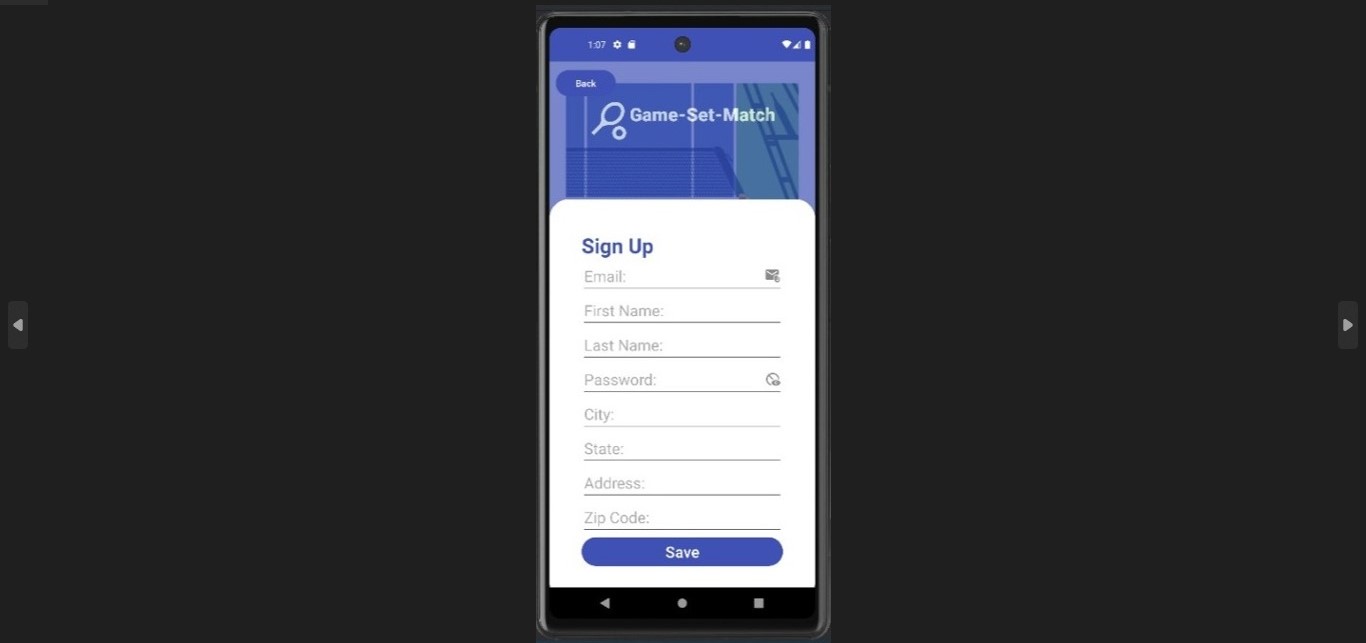 1:07
Back
Game-Set-Match
Sign Up
Email:
First Name:
Last Name:
Password:
City:
State:
Address:
Zip Code:
Save